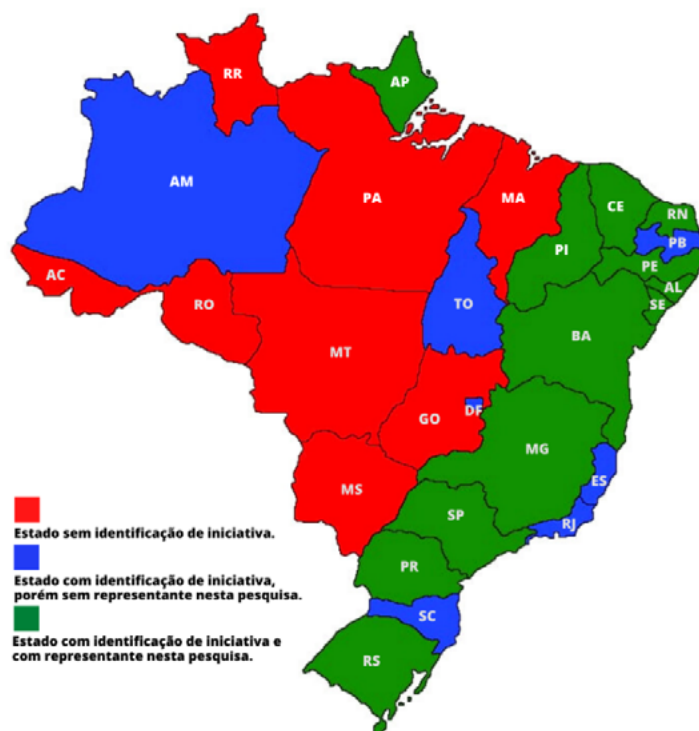 RR
AP
AM
PA
MA
CE
RN
PB
PI
PE
AC
AL
RO
TO
SE
MT
BA
DF
GO
MG
MS
ES
SP
RJ
PR
SC
RS
Estado sem identificação de iniciativa.
Estado com identificação de iniciativa,
porém sem representante nesta pesquisa.
Estado com identificação de iniciativa e
com representante nesta pesquisa.